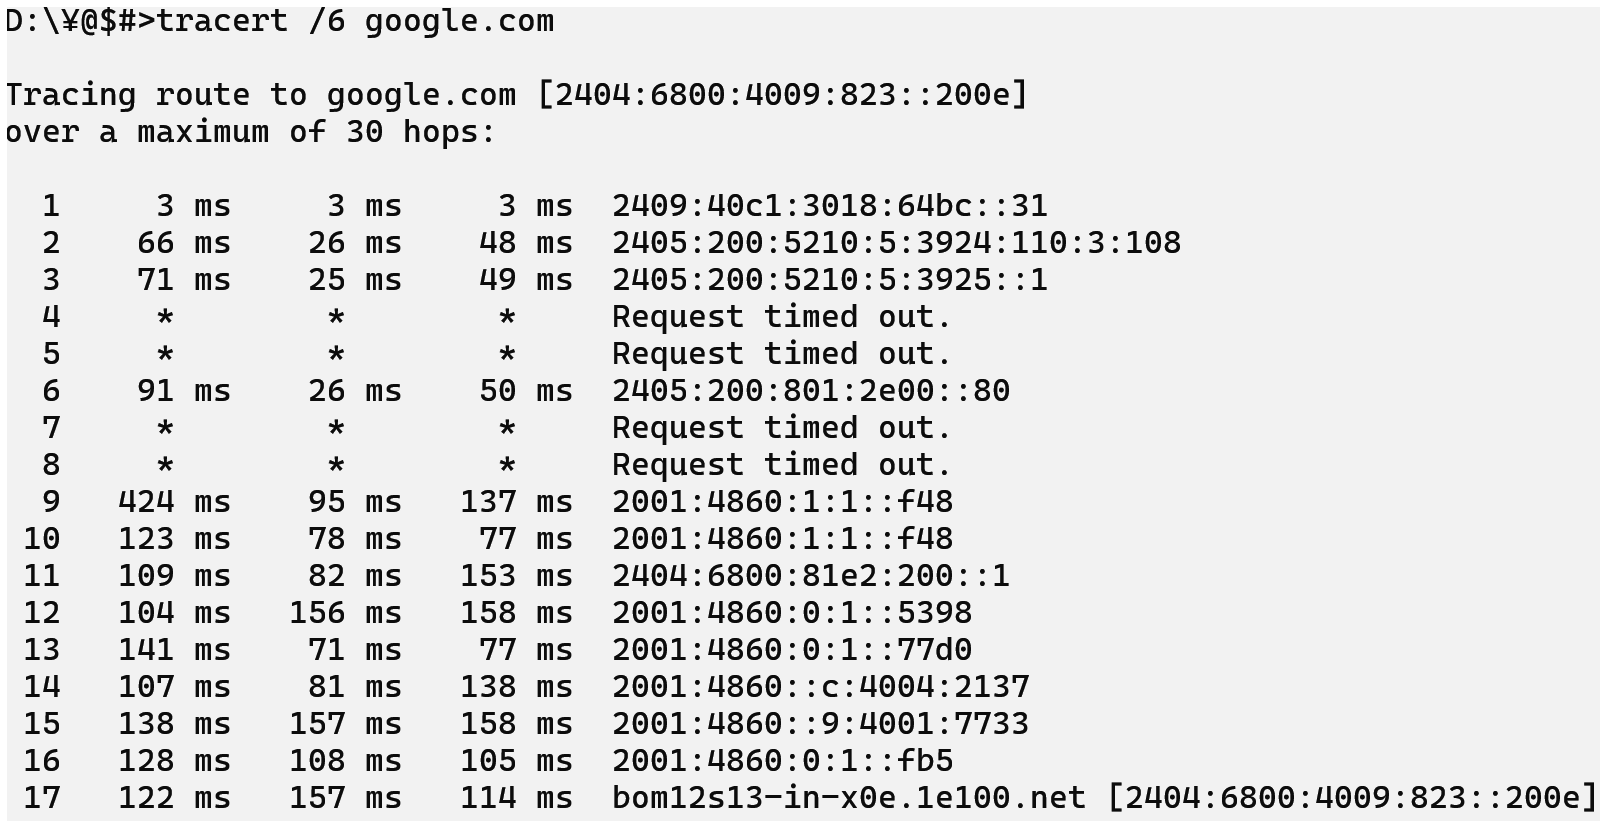 D:\¥@$#>tracert /6 google.com
Tracing route to google.com [2404:6800:4009:823::200e]
over a maximum of 30 hops:
1 3 ms 3 ms 3 ms 2409:40c1:3018:64bc::31
2 66 ms 26 ms 48 ms 2405:200:5210:5:3924:110:3:108
3 71 ms 25 ms 49 ms 2405:200:5210:5:3925::1
4 * * * Request timed out.
5 * * * Request timed out.
6 91 ms 26 ms 50 ms 2405:200:801:2e00::80
7 * * * Request timed out.
8 * * * Request timed out.
9 424 ms 95 ms 137 ms 2001:4860:1:1::f48
10 123 ms 78 ms 77 ms 2001:4860:1:1::f48
11 109 ms 82 ms 153 ms 2404:6800:81e2:200::1
12 104 ms 156 ms 158 ms 2001:4860:0:1::5398
13 141 ms 71 ms 77 ms 2001:4860:0:1::77d0
14 107 ms 81 ms 138 ms 2001:4860::c:4004:2137
15 138 ms 157 ms 158 ms 2001:4860::9:4001:7733
16 128 ms 108 ms 105 ms 2001:4860:0:1::fb5
17 122 ms 157 ms 114 ms bom12s13-in-x0e.1e100.net [2404:6800:4009:823::200e]